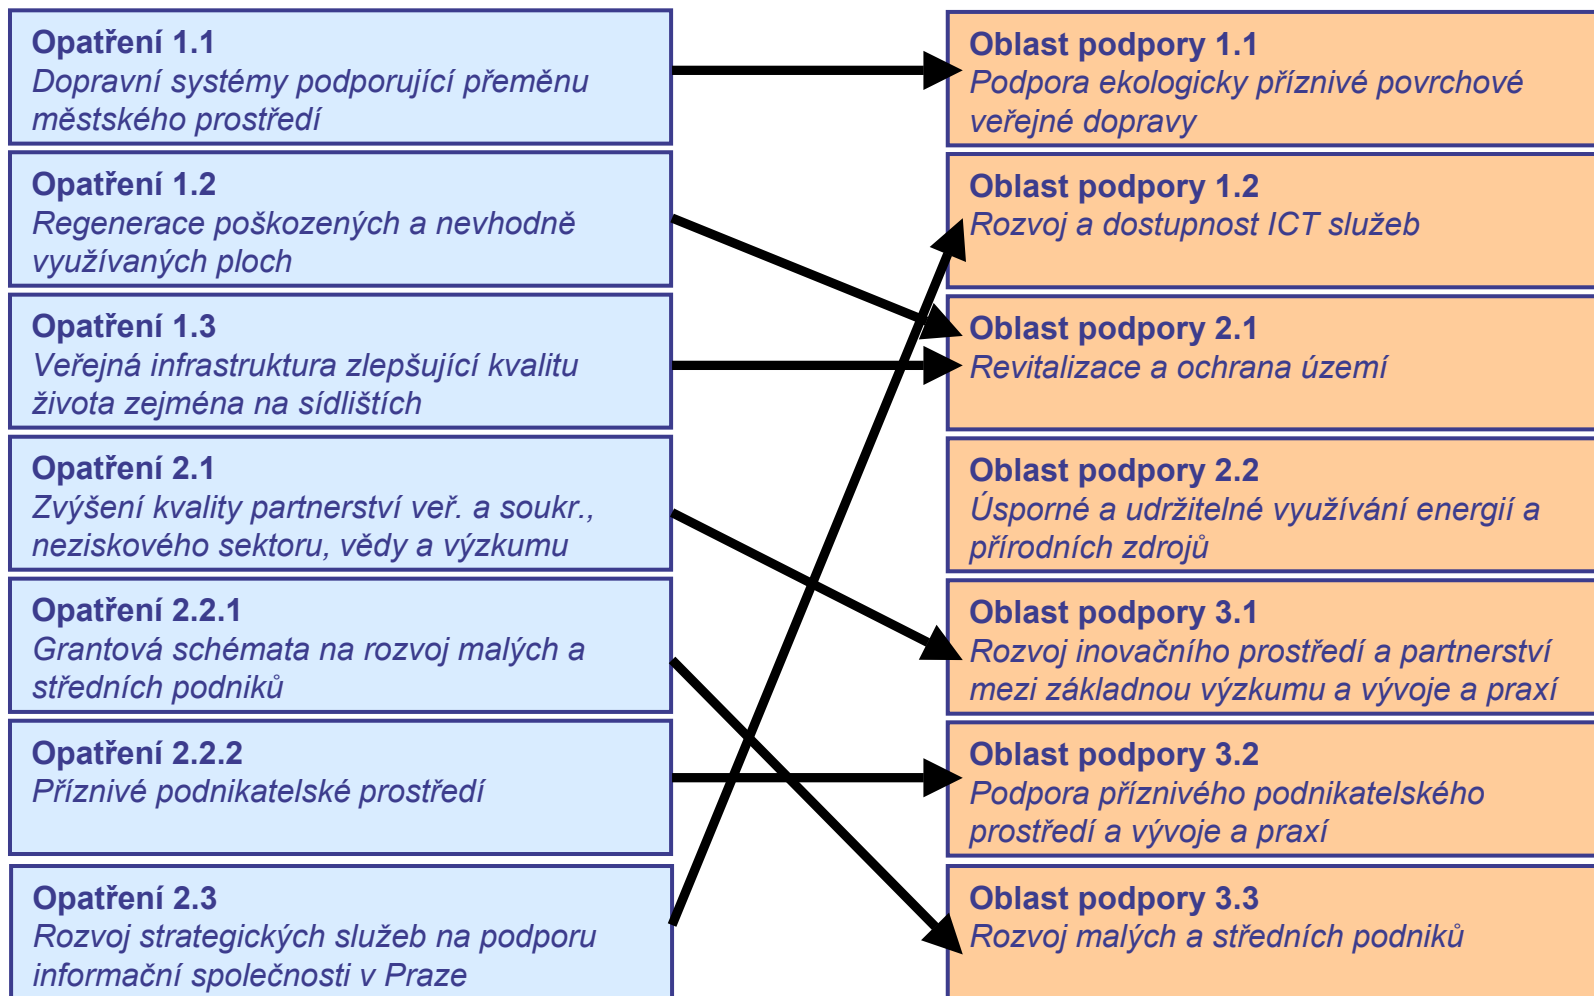 Opatření 1.1
Dopravní systémy podporující přeměnu
městského prostředí
Opatření 1.2
Regenerace poškozených a nevhodně
využívaných ploch
Opatření 1.3
Veřejná infrastruktura zlepšující kvalitu
života zejména na sídlištích
Opatření 2.1
Zvýšení kvality partnerství veř. a soukr.,
neziskového sektoru, vědy a výzkumu
Opatření 2.2.1
Grantová schémata na rozvoj malých a
středních podniků
Opatření 2.2.2
Příznivé podnikatelské prostředí
Opatření 2.3
Rozvoj strategických služeb na podporu
informační společnosti v Praze
Oblast podpory 1.1
Podpora ekologicky příznivé povrchové
veřejné dopravy
Oblast podpory 1.2
Rozvoj a dostupnost ICT služeb
Oblast podpory 2.1
Revitalizace a ochrana území
Oblast podpory 2.2
Úsporné a udržitelné využívání energií a
přírodních zdrojů
Oblast podpory 3.1
Rozvoj inovačního prostředí a partnerství
mezi základnou výzkumu a vývoje a praxí
Oblast podpory 3.2
Podpora příznivého podnikatelského
prostředí a vývoje a praxí
Oblast podpory 3.3
Rozvoj malých a středních podniků